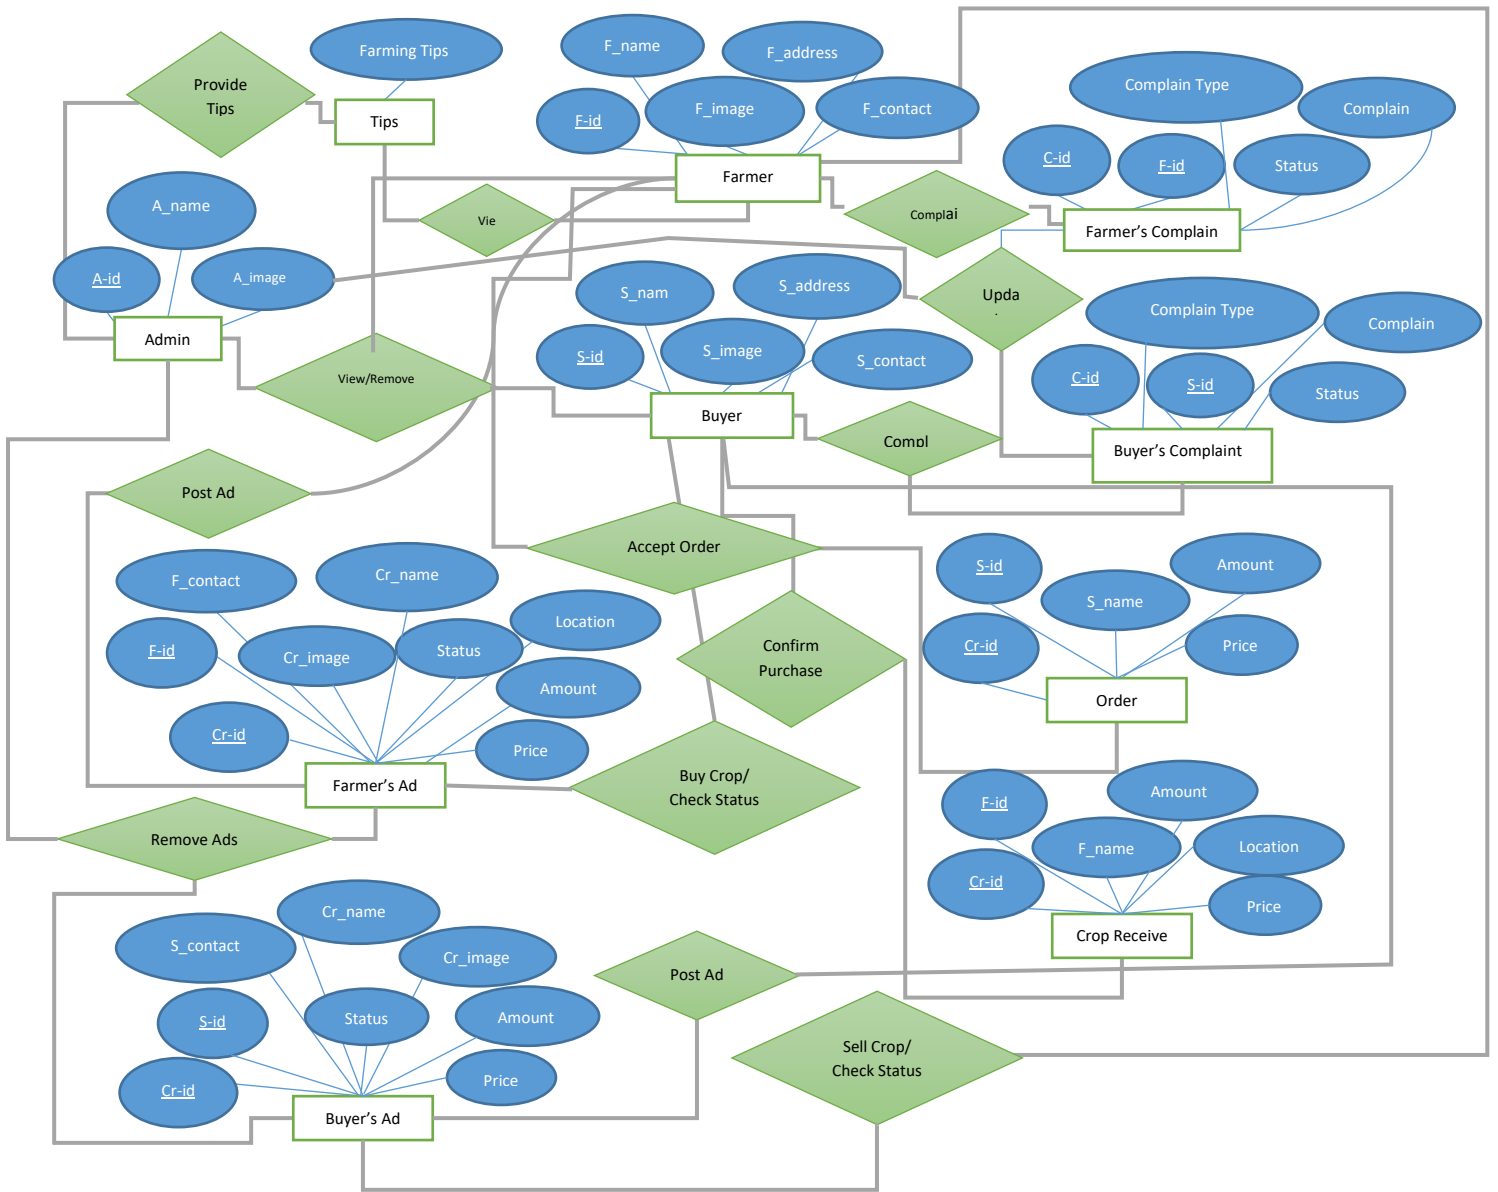 Farming Tips
F_name
F_address
Provide
Tips
Complain Type
Complain
F_image
F_contact
F-id
Tips
C-id
F-id
Status
Farmer
A_name
Vie
Complai
Farmer's Complain
A-id
A_image
S_nam
S_address
Upda
Complain Type
Complain
Admin
S-id
S_image
S_contact
View/Remove
C-id
S-id
Status
Buyer
Compl
Buyer's Complaint
Post Ad
Accept Order
F_contact
Cr_name
S-id
Amount
S_name
Location
F-id
Cr_image
Status
Confirm
Purchase
Cr-id
Price
Amount
Order
Cr-id
Price
Farmer's Ad
Buy Crop/
Check Status
F-id
Amount
Remove Ads
F_name
Location
Cr-id
Price
Cr_name
S_contact
Cr_image
Crop Receive
Post Ad
S-id
Status
Amount
Sell Crop/
Check Status
Cr-id
Price
Buyer's Ad